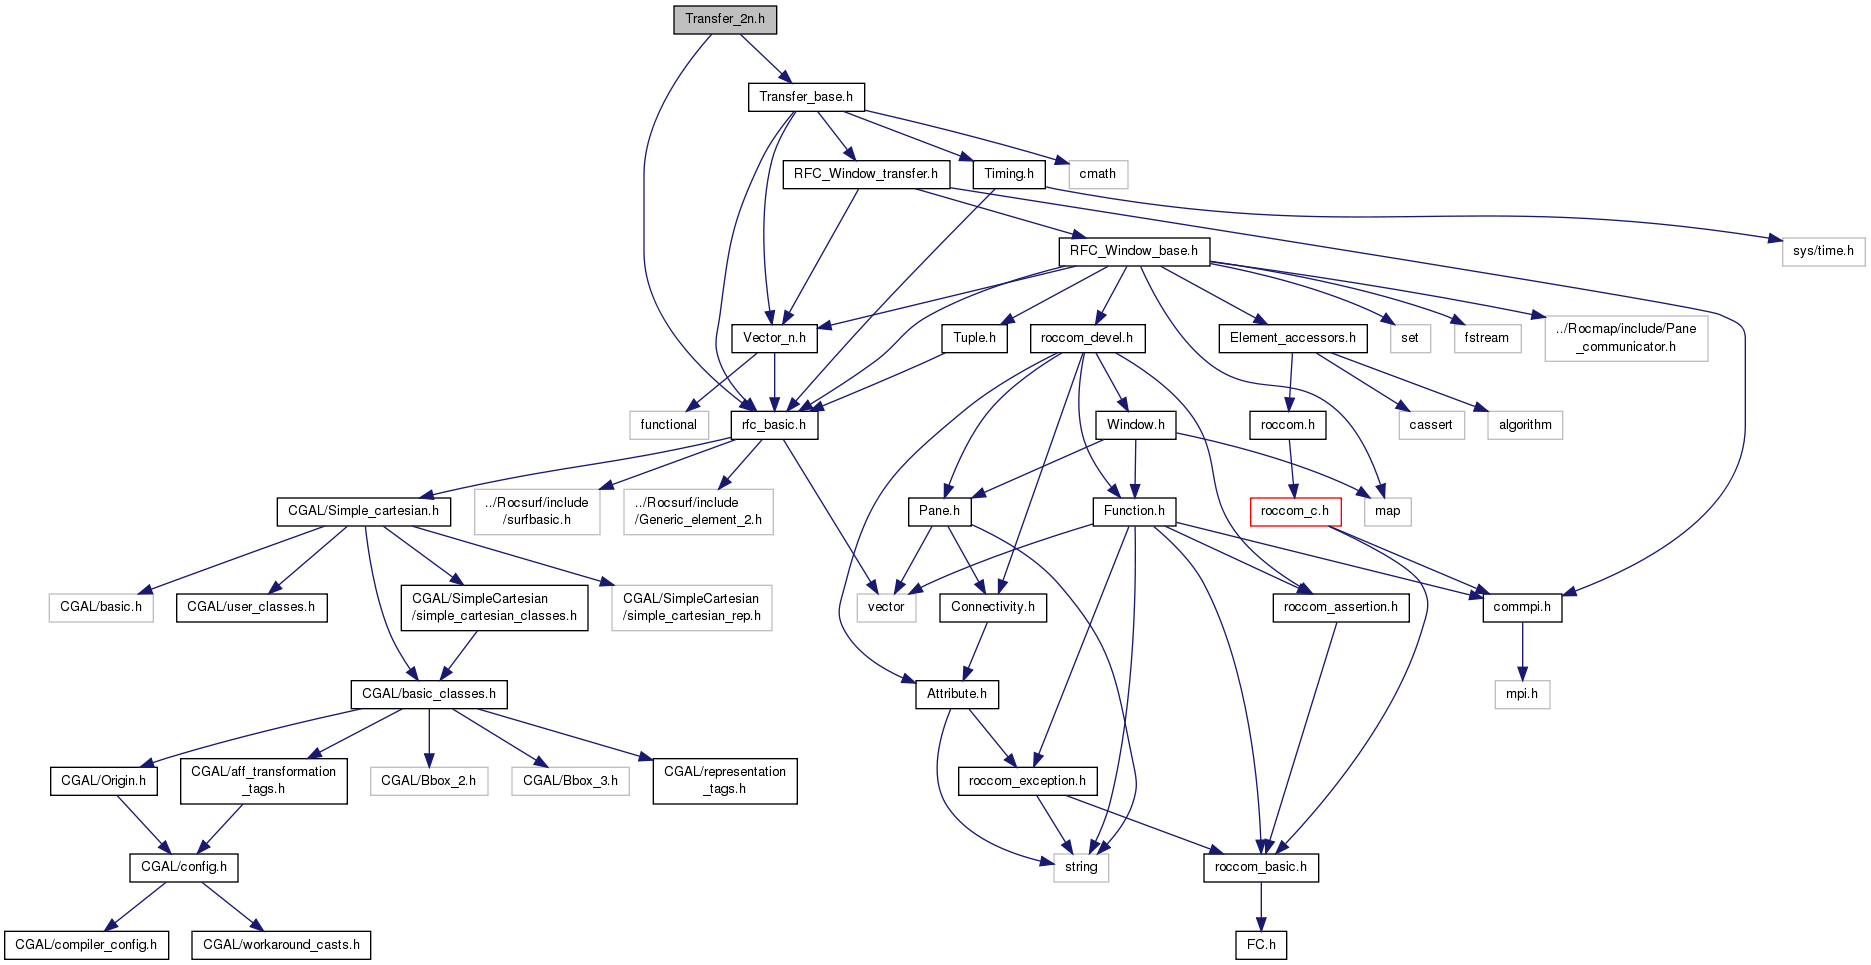 Transfer_2n.h
Transfer_base.h
RFC_Window_transfer.h
Timing.h
cmath
RFC_Window_base.h
sys/time.h
Vector_n.h
Tuple.h
roccom_devel.h
Element_accessors.h
set
fstream
../Rocmap/include/Pane
_communicator.h
functional
rfc_basic.h
Window.h
roccom.h
cassert
algorithm
CGAL/Simple_cartesian.h
../Rocsurf/include
/surfbasic.h
../Rocsurf/include
/Generic_element_2.h
Pane.h
Function.h
roccom_c.h
map
CGAL/basic.h
CGAL/user_classes.h
CGAL/SimpleCartesian
/simple_cartesian_classes.h
CGAL/SimpleCartesian
/simple_cartesian_rep.h
vector
Connectivity.h
roccom_assertion.h
commpi.h
CGAL/basic_classes.h
Attribute.h
mpi.h
CGAL/Origin.h
CGAL/aff_transformation
_tags.h
CGAL/Bbox_2.h
CGAL/Bbox_3.h
CGAL/representation
_tags.h
roccom_exception.h
CGAL/config.h
string
roccom_basic.h
CGAL/compiler_config.h
CGAL/workaround_casts.h
FC.h